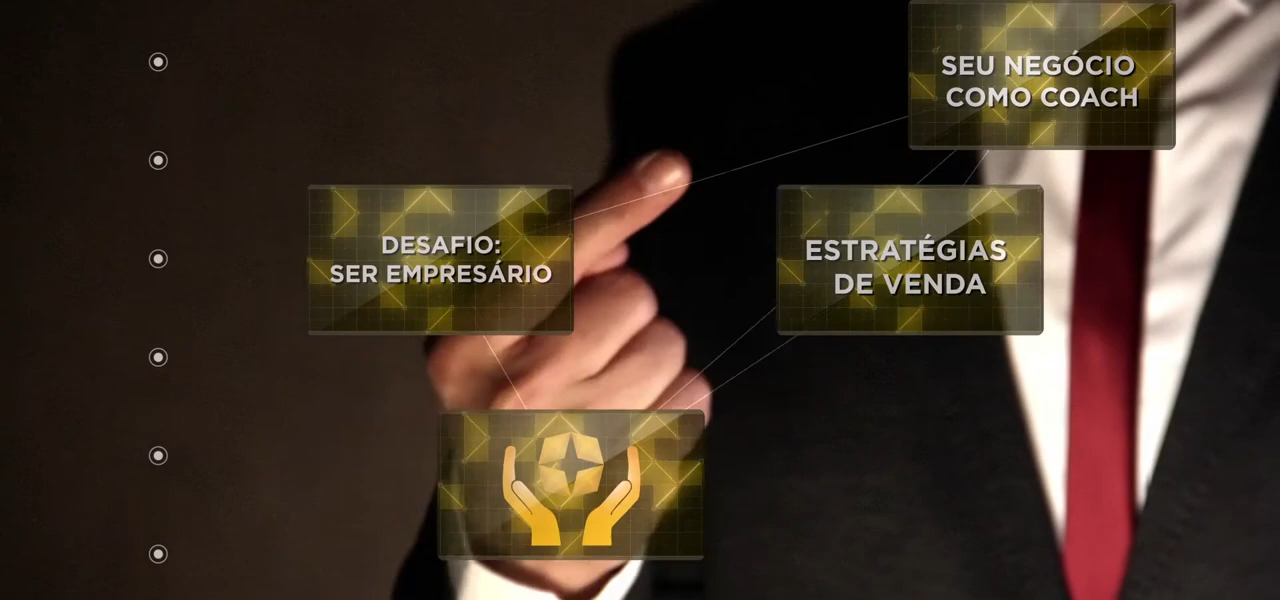 SEU NEGÓCIO
COMO COACH
DESAFIO:
SER EMPRESÁRIO
ESTRATÉGIAS
DE VENDA